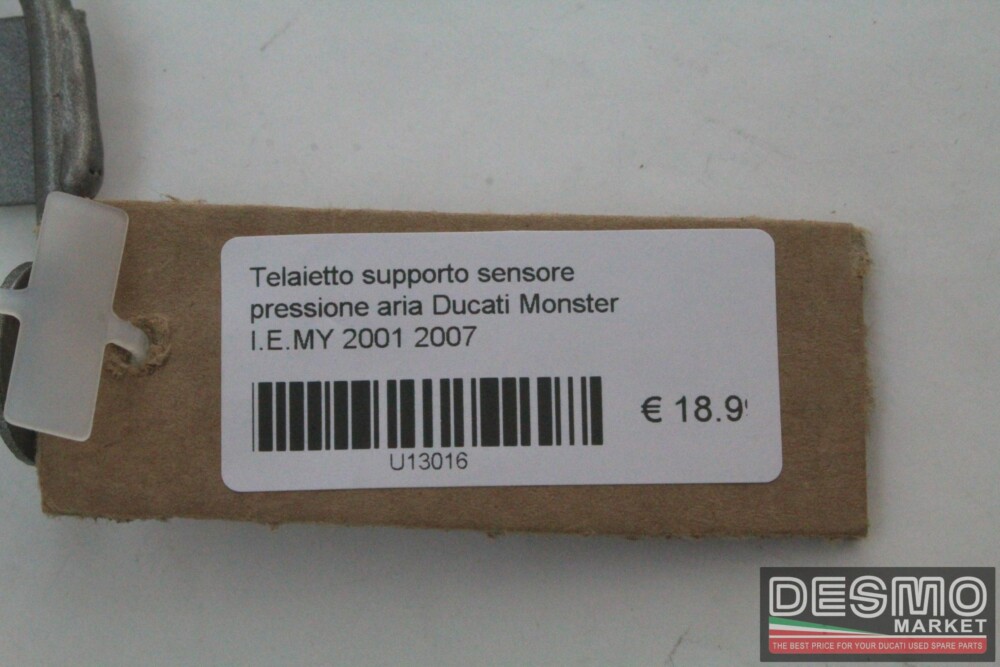 Telaietto supporto sensore
pressione aria Ducati Monster
I.E.MY 2001 2007
€ 18.9
U13016
DESMO
MARKET
THE BEST PRICE FOR YOUR DUCATI USED SPARE PARTS